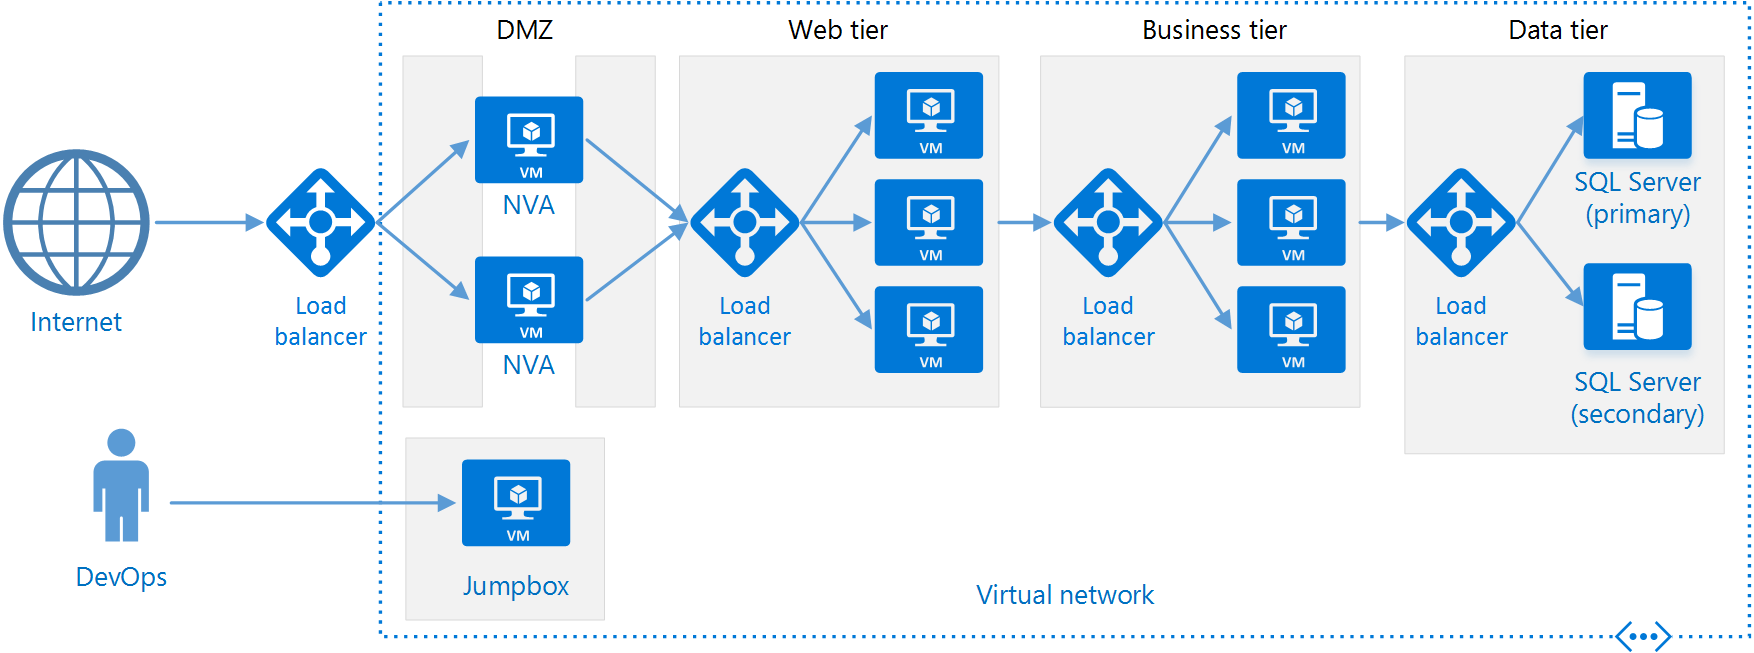 DMZ
Web tier
Business tier
Data tier
VM
NVA
VM
NVA
Internet
Load
balancer
Load
balancer
VM
VM
VM
Load
balancer
VM
VM
VM
Load
balancer
SQL Server
(primary)
SQL Server
(secondary)
DevOps
VM
Jumpbox
Virtual network